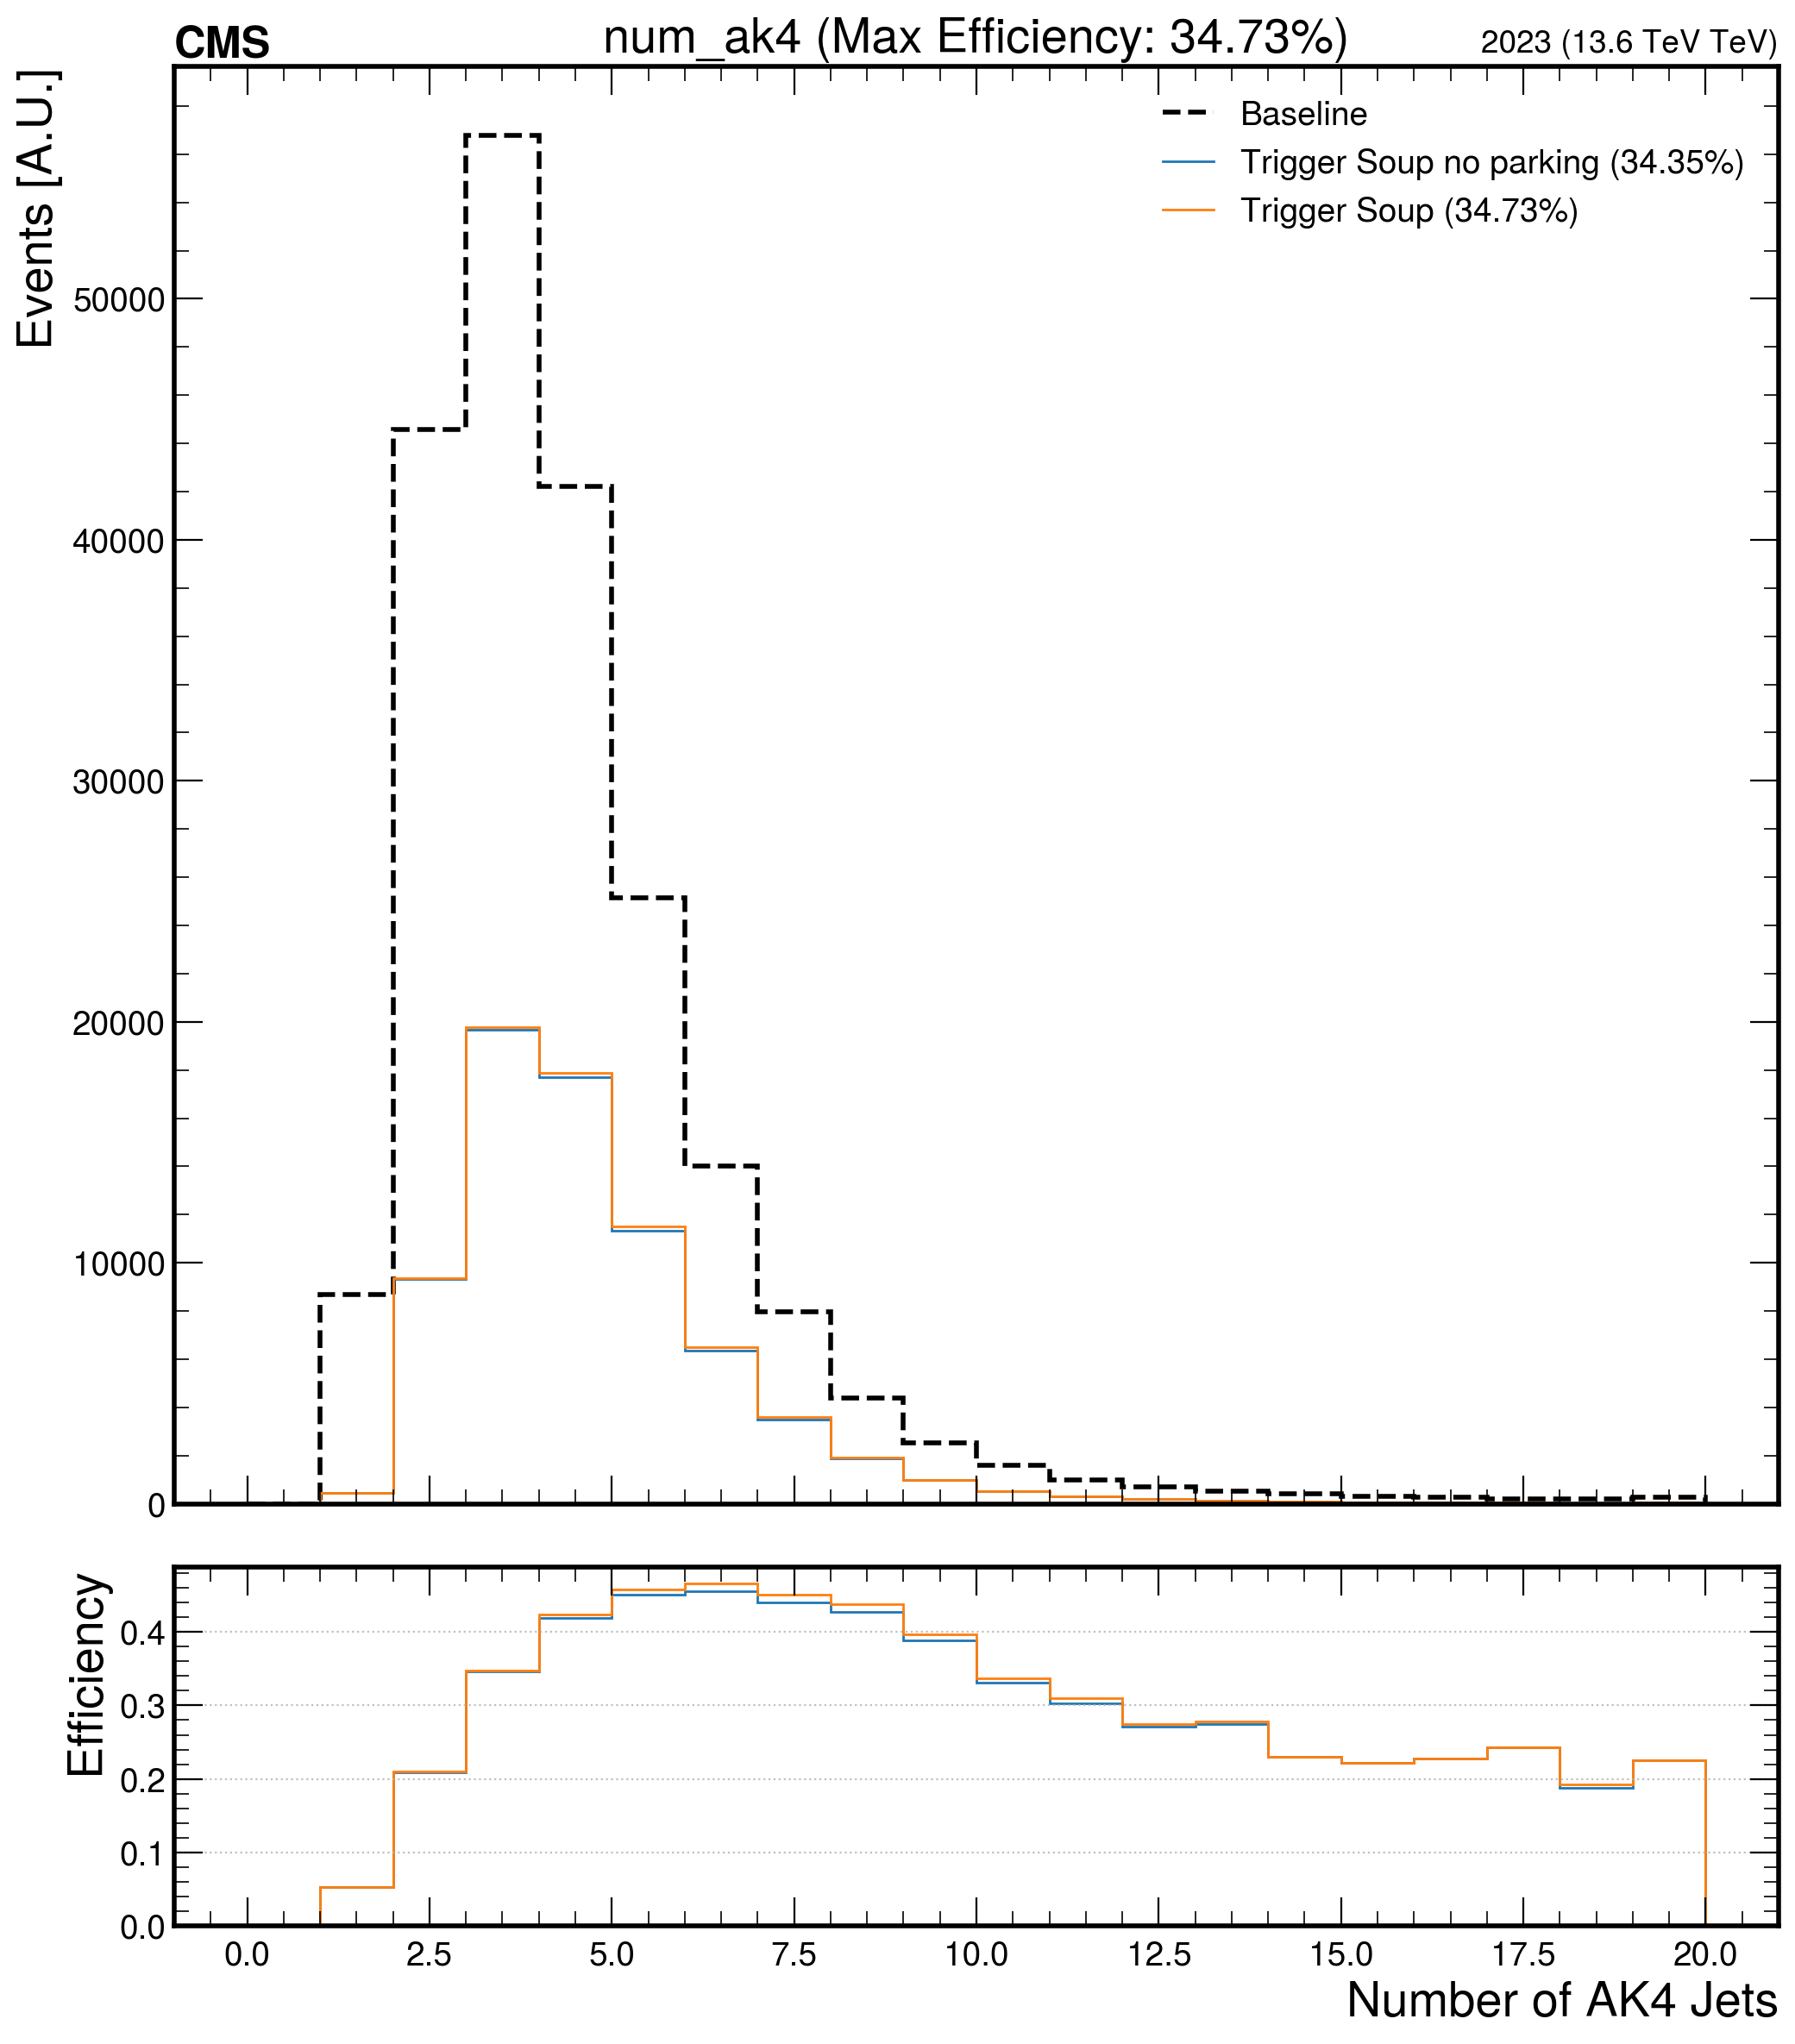 CMS num_ak4 (Max Efficiency: 34.73%) 2023 (13.6 TeV TeV)
Events [A.U.]
Baseline
Trigger Soup no parking (34.35%)
Trigger Soup (34.73%)
50000
40000
30000
20000
10000
0
Efficiency
0.4
0.3
0.2
0.1
0.0
0.0 2.5 5.0 7.5 10.0 12.5 15.0 17.5 20.0
Number of AK4 Jets